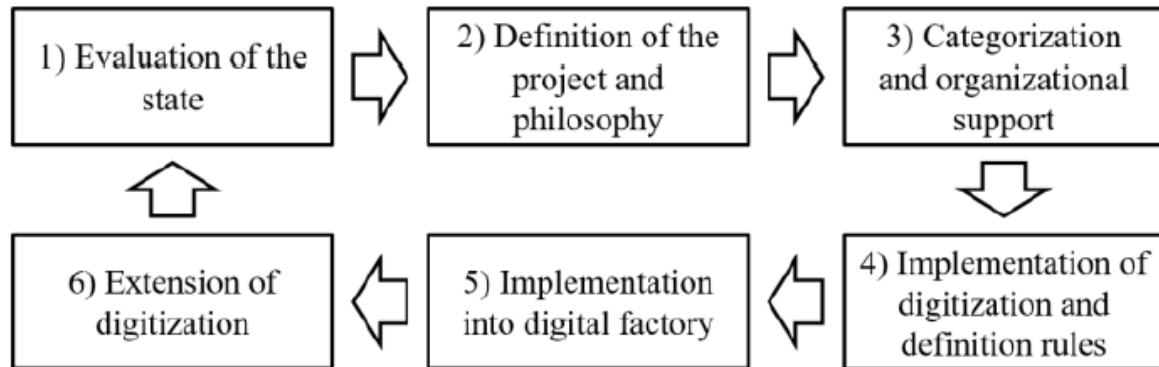 1) Evaluation of the
state
2) Definition of the
project and
philosophy
3) Categorization
and organizational
support
4) Implementation of
digitization and
definition rules
5) Implementation
into digital factory
6) Extension of
digitization